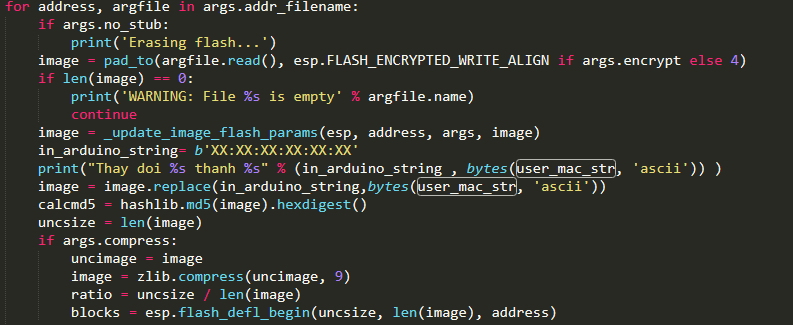 for address, argfile in args.addr_filename:
    if args.no_stub:
        print('Erasing flash...')
    image = pad_to(argfile.read(), esp.FLASH_ENCRYPTED_WRITE_ALIGN if args.encrypt else 4)
    if len(image) == 0:
        print('WARNING: File %s is empty' % argfile.name)
        continue
    image = _update_image_flash_params(esp, address, args, image)
    in_arduino_string= b'XX:XX:XX:XX:XX:XX'
    print("Thay doi %s thanh %s" % (in_arduino_string , bytes(user_mac_str, 'ascii')) )
    image = image.replace(in_arduino_string,bytes(user_mac_str, 'ascii'))
    calcmd5 = hashlib.md5(image).hexdigest()
    uncsize = len(image)
    if args.compress:
        uncimage = image
        image = zlib.compress(uncimage, 9)
        ratio = uncsize / len(image)
        blocks = esp.flash_defl_begin(uncsize, len(image), address)